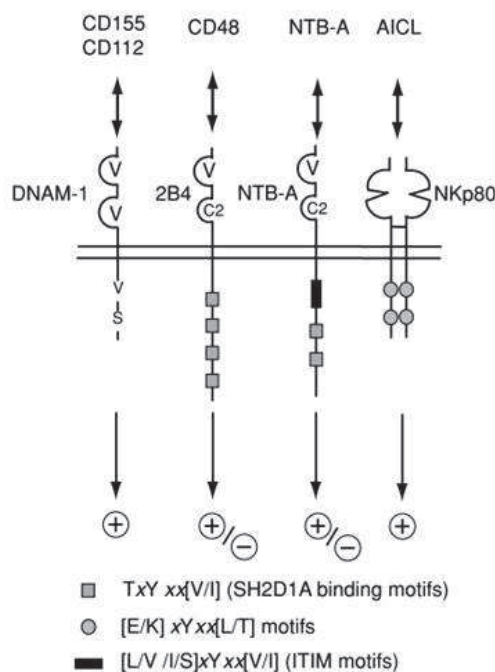 CD155 CD48 NTB-A AICL
CD112
V V V
DNAM-1 2B4 NTB-A NKp80
V C2 C2
V
S
+ +/− +/− +
TxY xx[V/I] (SH2D1A binding motifs)
[E/K] xYxx[L/T] motifs
[L/V /I/S]xYxx[V/I] (ITIM motifs)